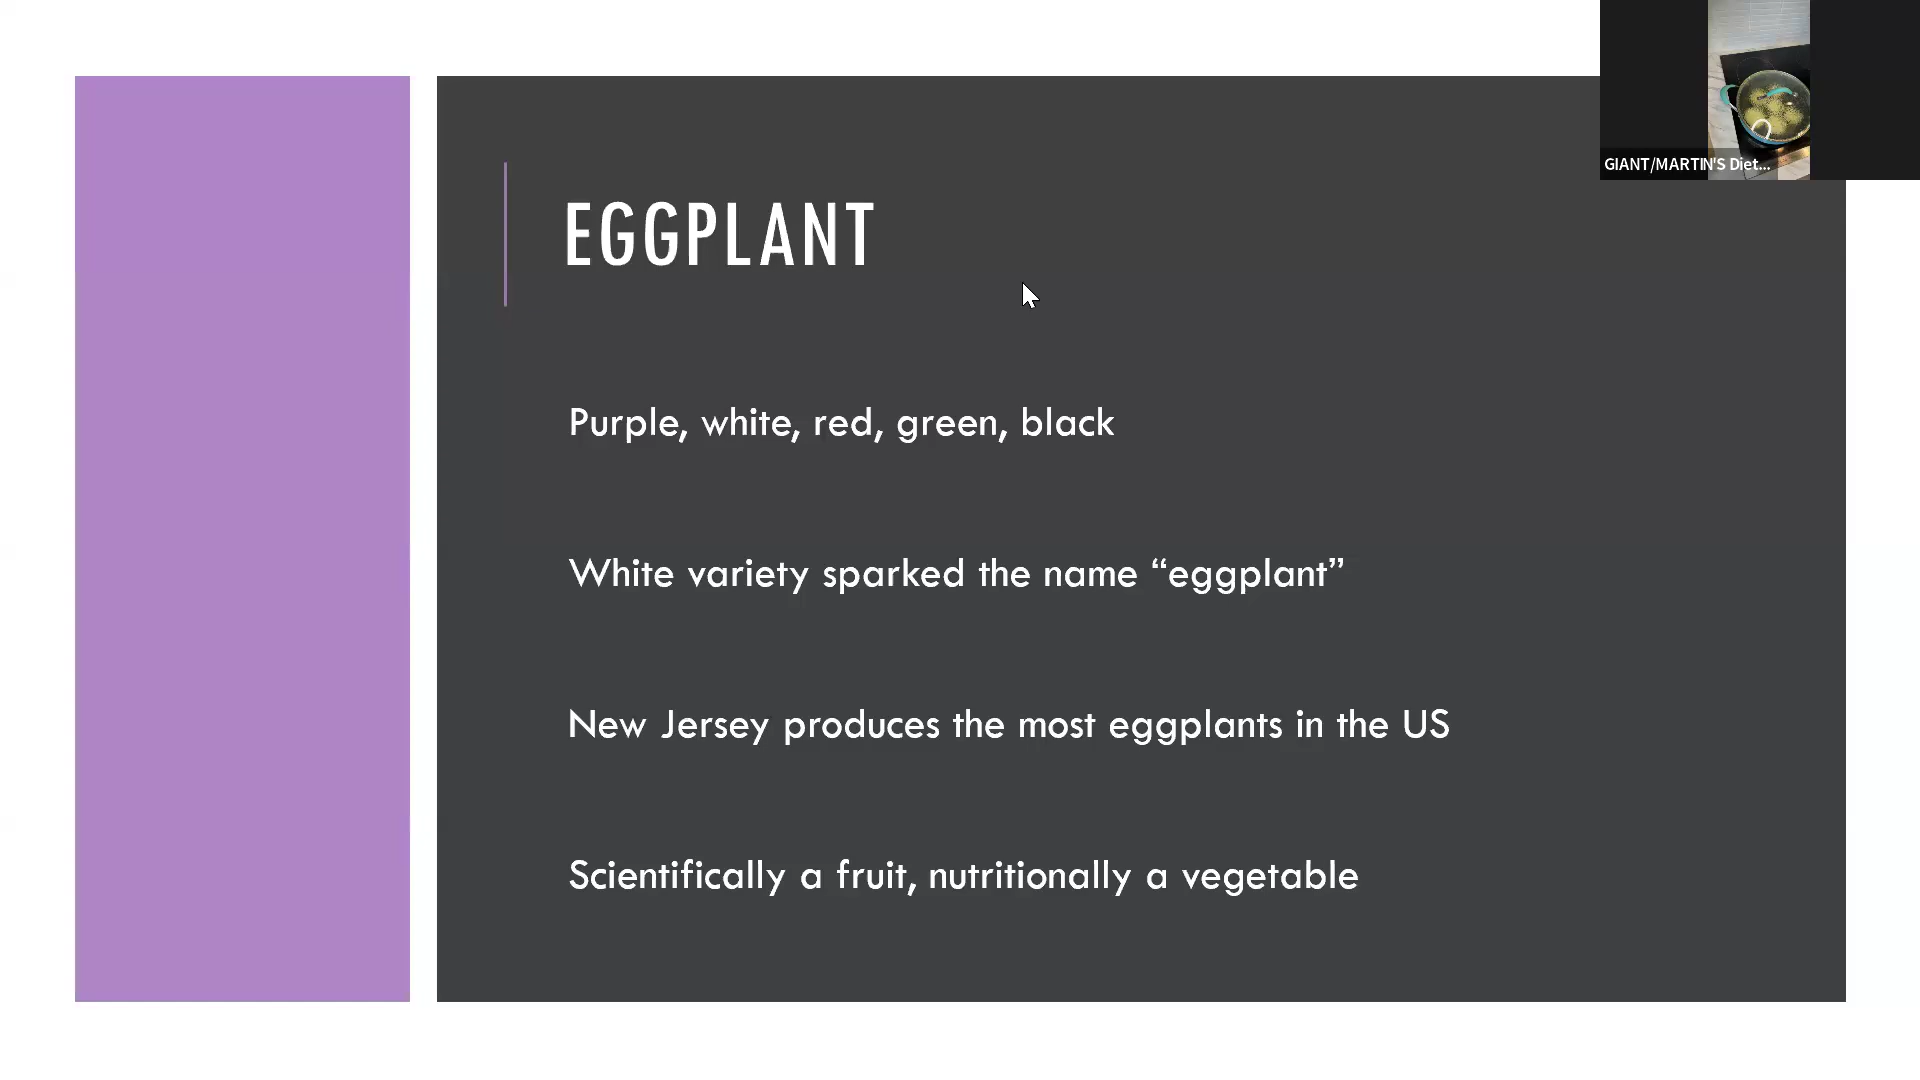 GIANT/MARTIN'S Diet...
EGGPLANT
Purple, white, red, green, black
White variety sparked the name “eggplant”
New Jersey produces the most eggplants in the US
Scientifically a fruit, nutritionally a vegetable